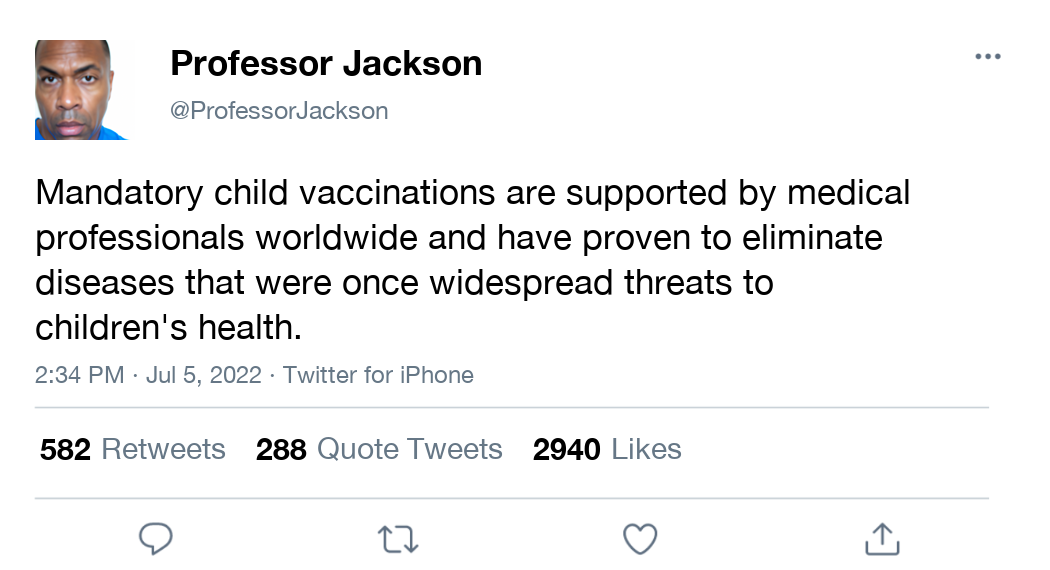 Professor Jackson
@ProfessorJackson
Mandatory child vaccinations are supported by medical
professionals worldwide and have proven to eliminate
diseases that were once widespread threats to
children's health.
2:34 PM · Jul 5, 2022 · Twitter for iPhone
582 Retweets 288 Quote Tweets 2940 Likes